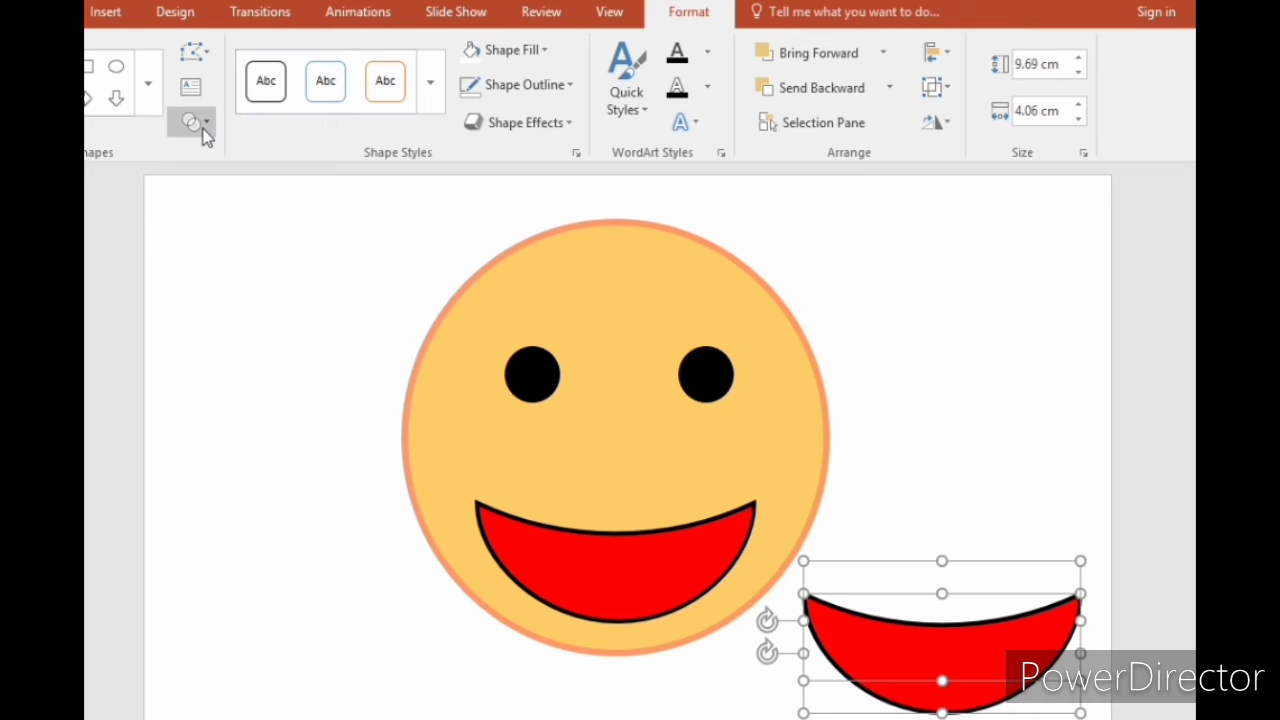 Insert Design Transitions Animations Slide Show Review View Format Tell me what you want to do... Sign in
Shape Fill
Shape Outline
Shape Effects
Abc Abc Abc
Quick
Styles
Bring Forward
Send Backward
Selection Pane
9.69 cm
4.06 cm
hapes Shape Styles WordArt Styles Arrange Size
PowerDirector